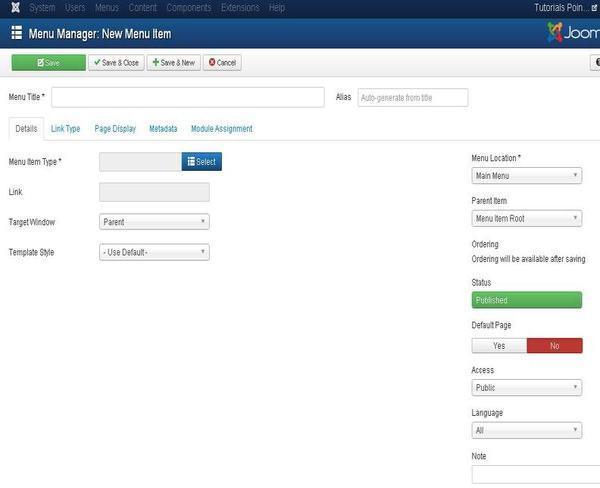 System Users Menus Content Components Extensions Help Tutorials Poin...
Menu Manager: New Menu Item Joom
Save Save & Close Save & New Cancel
Menu Title * Alias Auto-generate from title
Details Link Type Page Display Metadata Module Assignment
Menu Item Type * Select
Link
Target Window Parent
Template Style - Use Default -
Menu Location *
Main Menu
Parent Item
Menu Item Root
Ordering
Ordering will be available after saving
Status
Published
Default Page
Yes No
Access
Public
Language
All
Note